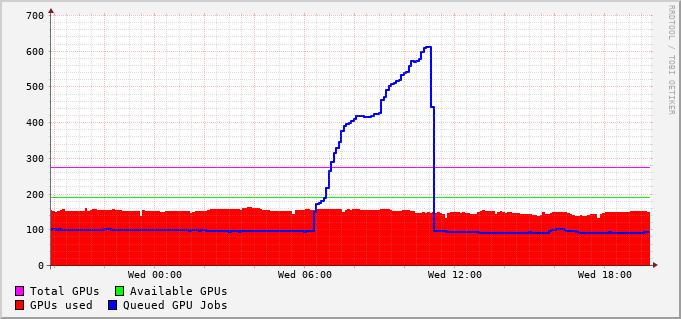 700
600
500
400
300
200
100
0
Wed 00:00 Wed 06:00 Wed 12:00 Wed 18:00
Total GPUs Available GPUs
GPUs used Queued GPU Jobs
RRDTOOL / TOBI OETIKER